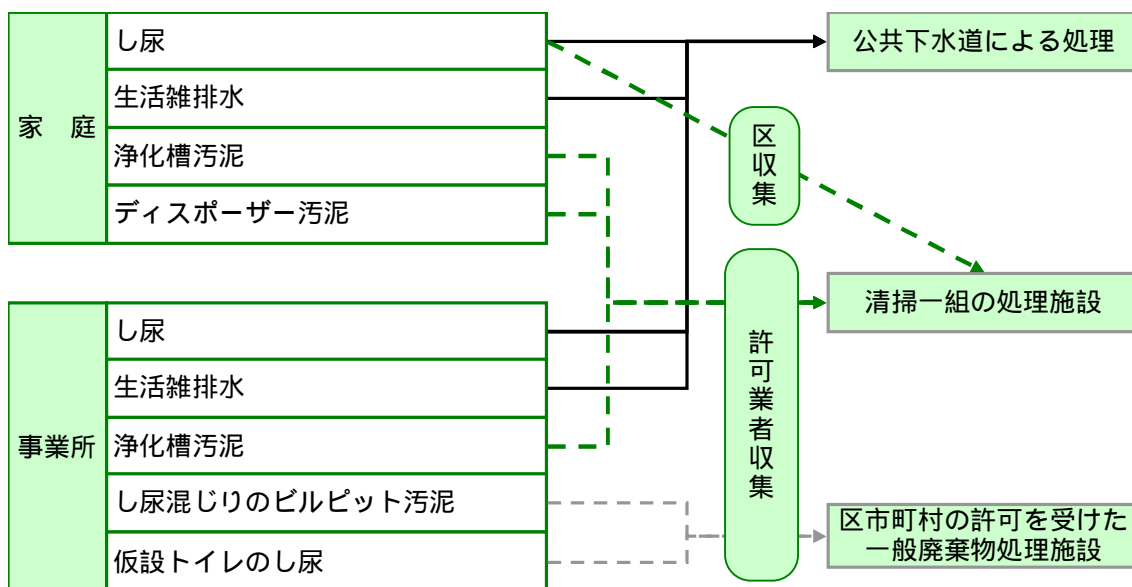 家 庭
し尿
生活雑排水
浄化槽汚泥
ディスポーザー汚泥
事業所
し尿
生活雑排水
浄化槽汚泥
し尿混じりのビルピット汚泥
仮設トイレのし尿
区収集
許可業者収集
公共下水道による処理
清掃一組の処理施設
区市町村の許可を受けた
一般廃棄物処理施設